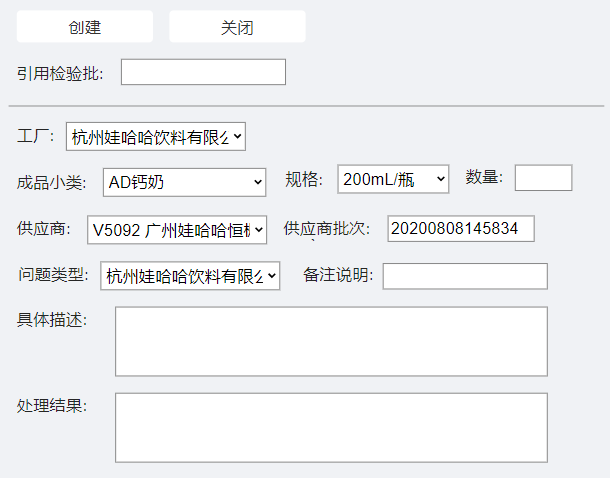 创建 关闭
引用检验批:
工厂: 杭州娃哈哈饮料有限公
成品小类: AD钙奶 规格: 200mL/瓶 数量:
供应商: V5092 广州娃哈哈恒 供应商批次: 20200808145834
问题类型: 杭州娃哈哈饮料有限公 备注说明:
具体描述:
处理结果: